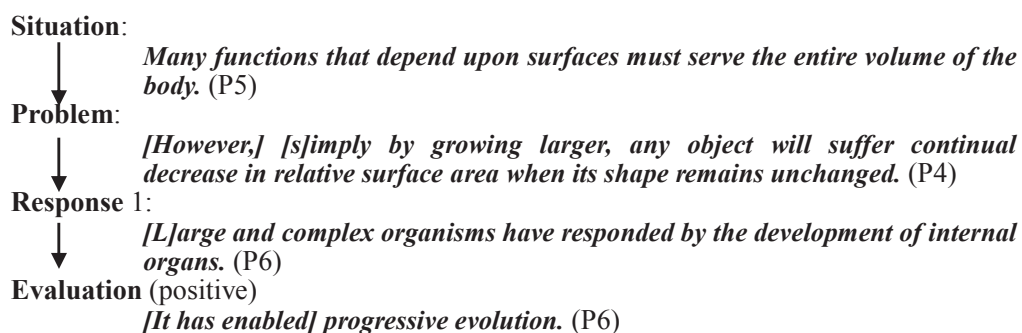 Situation:
Many functions that depend upon surfaces must serve the entire volume of the
body. (P5)
Problem:
[However,] [s]imply by growing larger, any object will suffer continual
decrease in relative surface area when its shape remains unchanged. (P4)
Response 1:
[L]arge and complex organisms have responded by the development of internal
organs. (P6)
Evaluation (positive)
[It has enabled] progressive evolution. (P6)